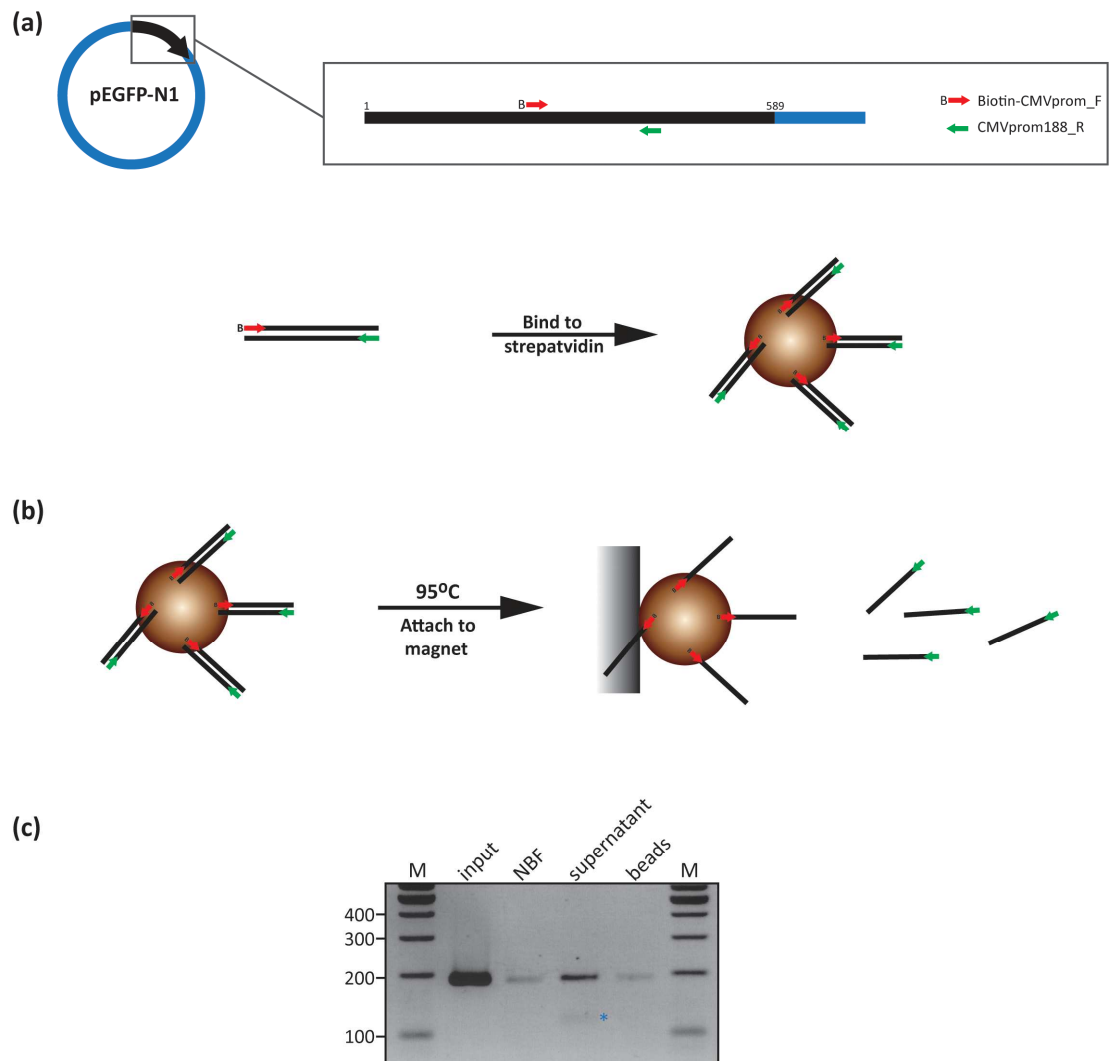 (a)
pEGFP-N1
1
B
589
B Biotin-CMVprom_F
CMVprom188_R
B
Bind to
strepatvidin
(b)
95⁰C
Attach to
magnet
(c)
M input NBF supernatant beads M
400
300
200
*
100